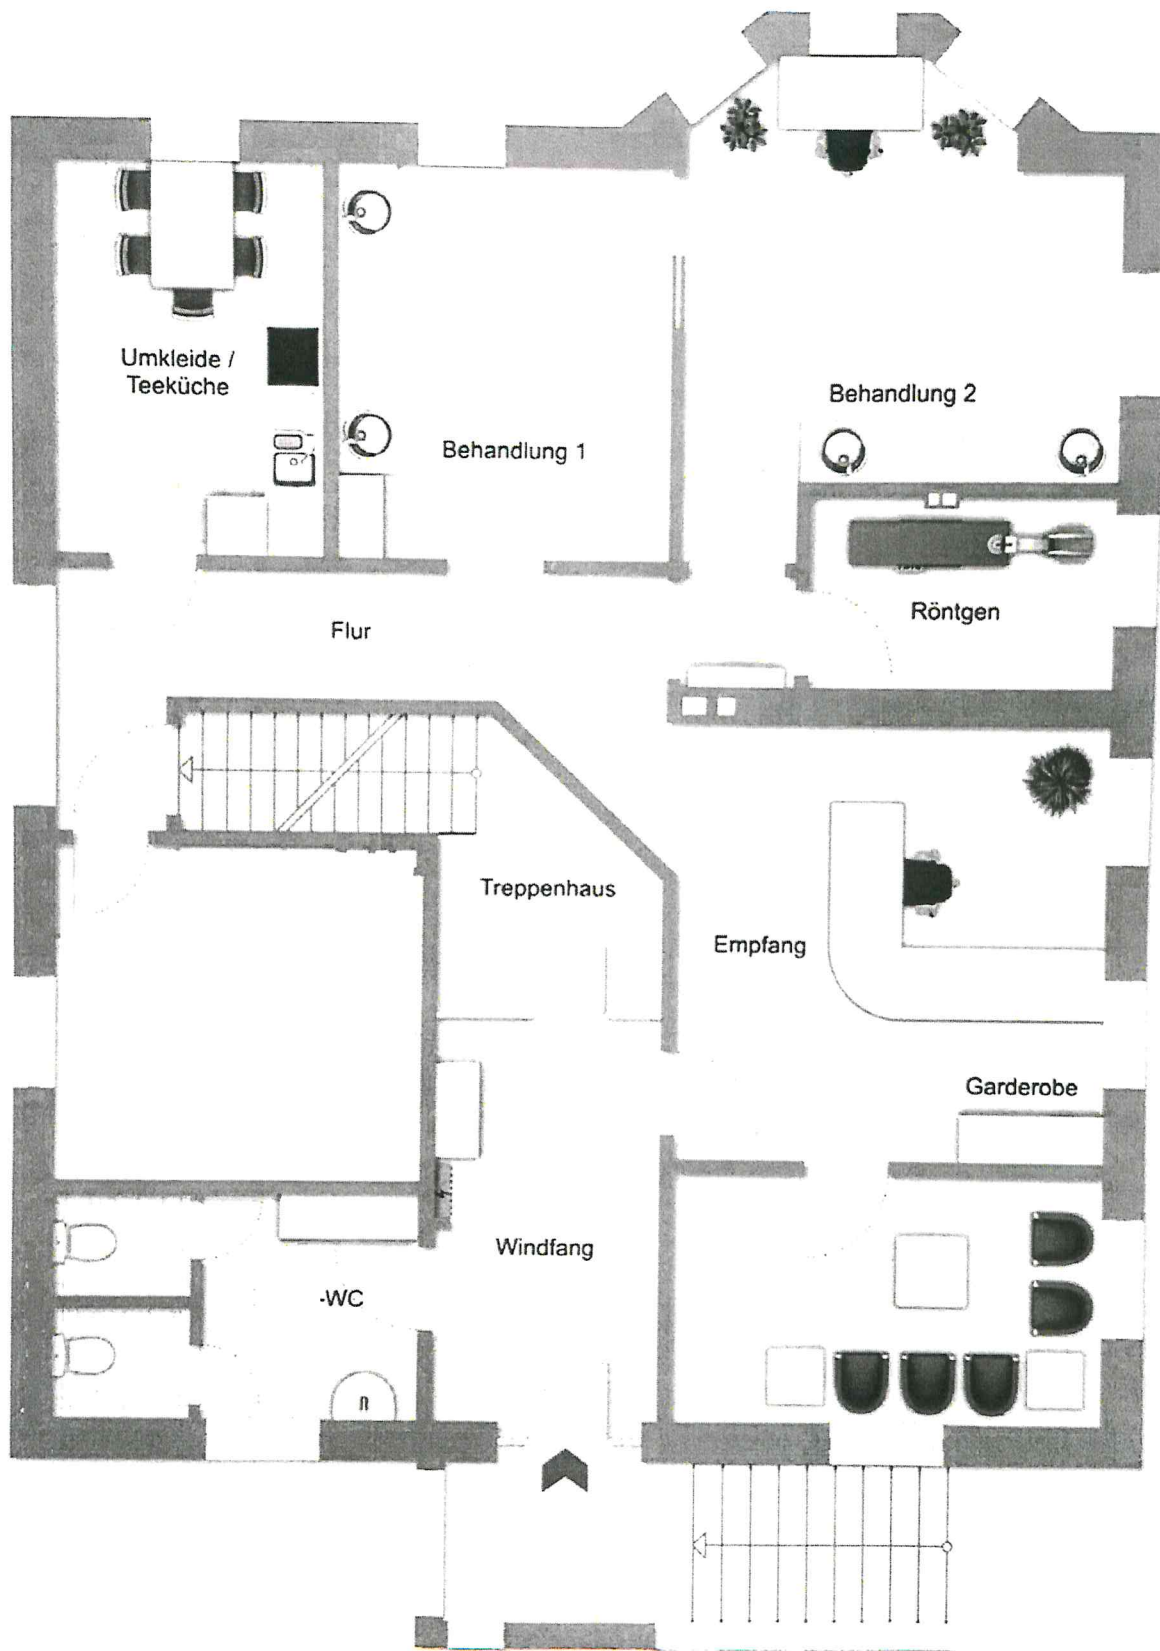 Umkleide /
Teeküche
Behandlung 1
Behandlung 2
Röntgen
Flur
Treppenhaus
Empfang
Garderobe
Windfang
-WC